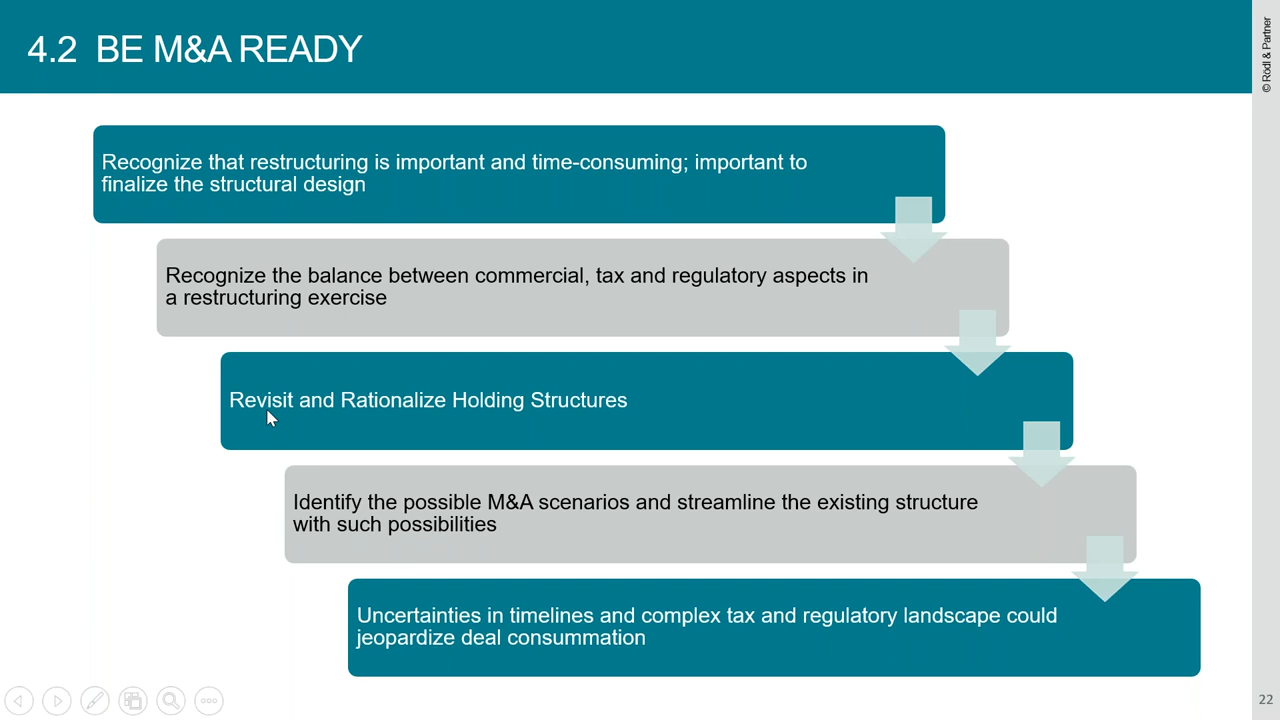 4.2 BE M&A READY
© Rödl & Partner
Recognize that restructuring is important and time-consuming; important to
finalize the structural design
Recognize the balance between commercial, tax and regulatory aspects in
a restructuring exercise
Revisit and Rationalize Holding Structures
Identify the possible M&A scenarios and streamline the existing structure
with such possibilities
Uncertainties in timelines and complex tax and regulatory landscape could
jeopardize deal consummation
22